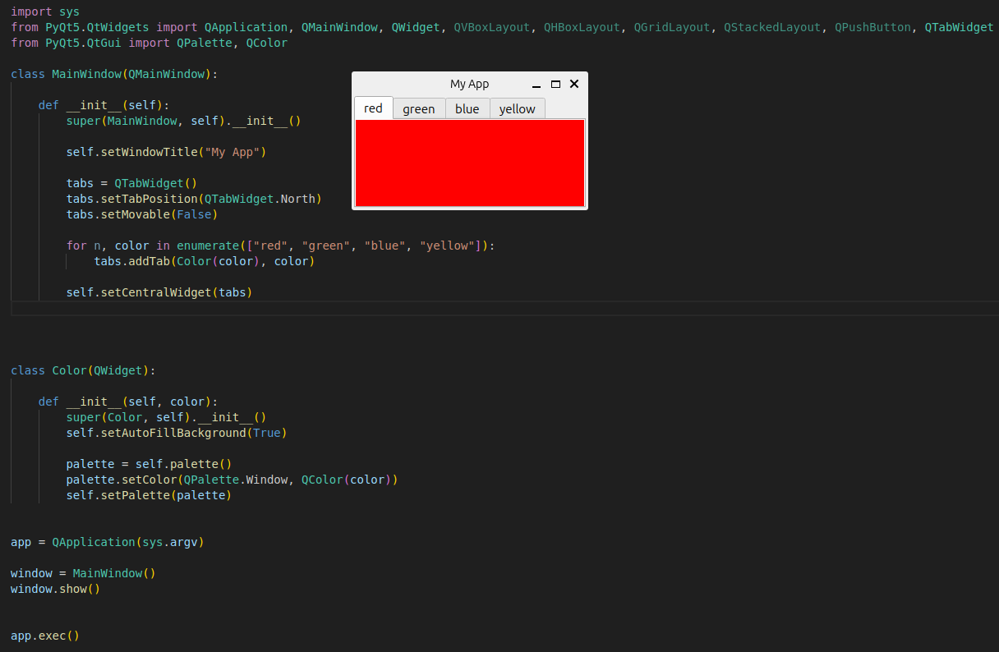 import sys
from PyQt5.QtWidgets import QApplication, QMainWindow, QWidget, QVBoxLayout, QHBoxLayout, QGridLayout, QStackedLayout, QPushButton, QTabWidget
from PyQt5.QtGui import QPalette, QColor
class MainWindow(QMainWindow):
My App
    def __init__(self):
red green blue yellow
        super(MainWindow, self).__init__()
        self.setWindowTitle("My App")
        tabs = QTabWidget()
        tabs.setTabPosition(QTabWidget.North)
        tabs.setMovable(False)
        for n, color in enumerate(["red", "green", "blue", "yellow"]):
            tabs.addTab(Color(color), color)
        self.setCentralWidget(tabs)
class Color(QWidget):
    def __init__(self, color):
        super(Color, self).__init__()
        self.setAutoFillBackground(True)
        palette = self.palette()
        palette.setColor(QPalette.Window, QColor(color))
        self.setPalette(palette)
app = QApplication(sys.argv)
window = MainWindow()
window.show()
app.exec()